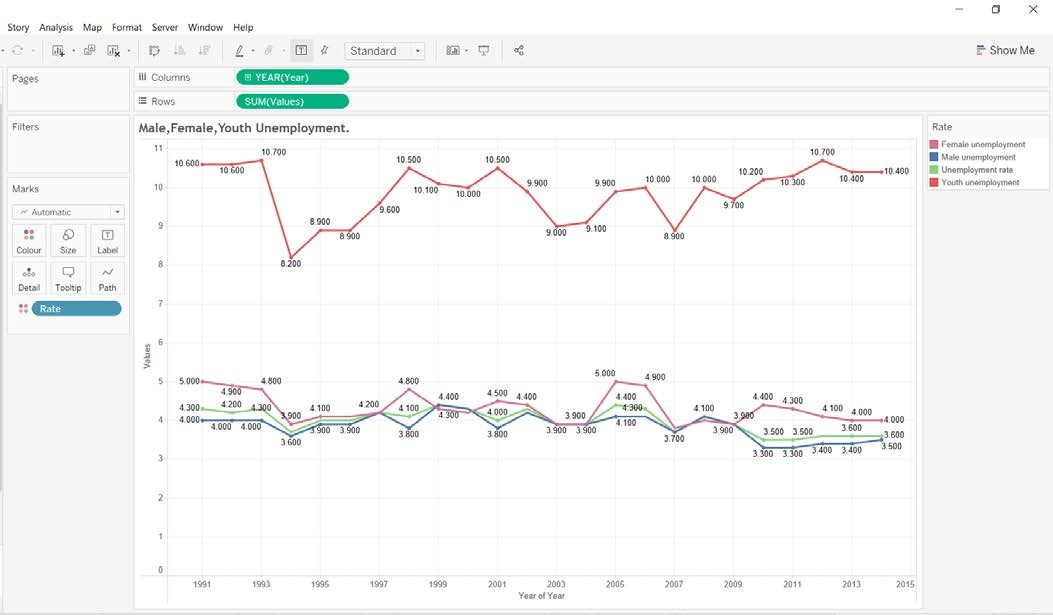 Story Analysis Map Format Server Window Help
Standard
Show Me
Pages
Columns YEAR(Year)
Rows SUM(Values)
Filters
Marks
Automatic
Colour Size Label
Detail Tooltip Path
Rate
Male,Female,Youth Unemployment.
Rate
Female unemployment
Male unemployment
Unemployment rate
Youth unemployment
Values
11
10
9
8
7
6
5
4
3
2
1
0
10.600 10.600 10.700 8.200 8.900 8.900 9.600 10.500 10.100 10.000 10.500 9.900 9.000 9.100 9.900 10.000 8.900 10.000 9.700 10.200 10.300 10.700 10.400 10.400
5.000 4.900 4.800 3.900 4.100 4.200 4.800 4.300 4.500 4.400 3.900 3.900 5.000 4.900 3.900 4.400 4.300 4.100 4.000 4.000
4.300 4.200 4.300 4.100 4.400 4.000 4.400 4.300 3.500 3.500 3.600 3.600
4.000 4.000 4.000 3.600 3.900 3.900 3.800 3.800 3.900 4.100 3.700 4.100 3.900 3.300 3.300 3.400 3.400 3.500
1991 1993 1995 1997 1999 2001 2003 2005 2007 2009 2011 2013 2015
Year of Year